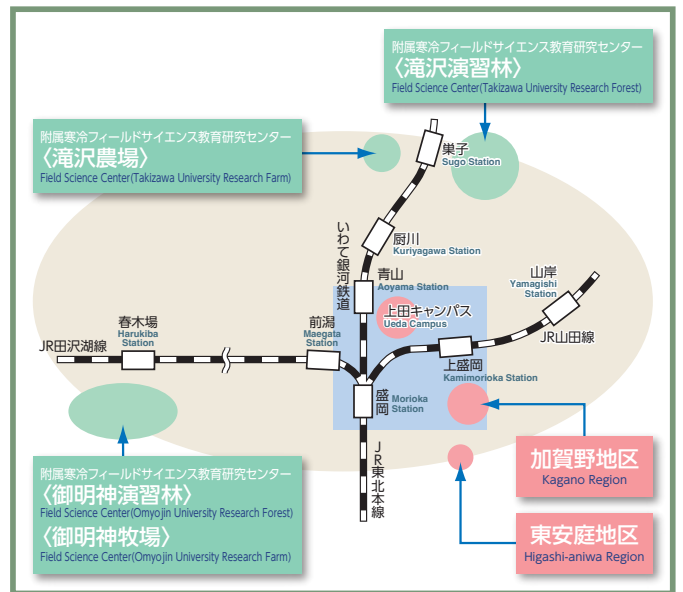 附属寒冷フィールドサイエンス教育研究センター
〈滝沢演習林〉
Field Science Center(Takizawa University Research Forest)
附属寒冷フィールドサイエンス教育研究センター
〈滝沢農場〉
Field Science Center(Takizawa University Research Farm)
巣子
Sugo Station
厨川
Kuriyagawa Station
いわて銀河鉄道
青山
Aoyama Station
山岸
Yamagishi
Station
上田キャンパス
Ueda Campus
春木場
Harukiba
Station
前潟
Maegata
Station
JR田沢湖線
JR山田線
上盛岡
Kamimorioka Station
盛岡
Morioka
Station
JR東北本線
加賀野地区
Kagano Region
附属寒冷フィールドサイエンス教育研究センター
〈御明神演習林〉
Field Science Center(Omyojin University Research Forest)
〈御明神牧場〉
Field Science Center(Omyojin University Research Farm)
東安庭地区
Higashi-aniwa Region